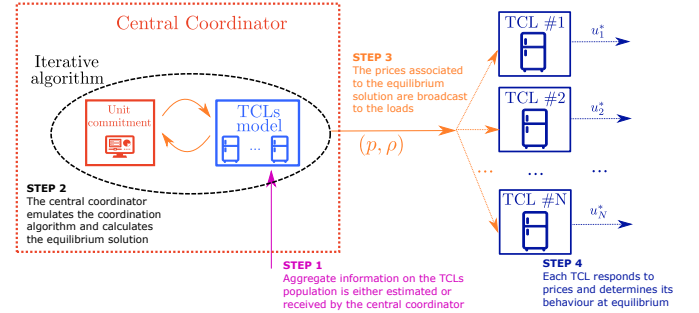 Central Coordinator
Iterative
algorithm
Unit
commitment
TCLs
model
...
STEP 2
The central coordinator
emulates the coordination
algorithm and calculates
the equilibrium solution
STEP 1
Aggregate information on the TCLs
population is either estimated or
received by the central coordinator
STEP 3
The prices associated
to the equilibrium
solution are broadcast
to the loads
(p, ρ)
TCL #1
u₁*
TCL #2
u₂*
... ...
TCL #N
u_N*
STEP 4
Each TCL responds to
prices and determines its
behaviour at equilibrium